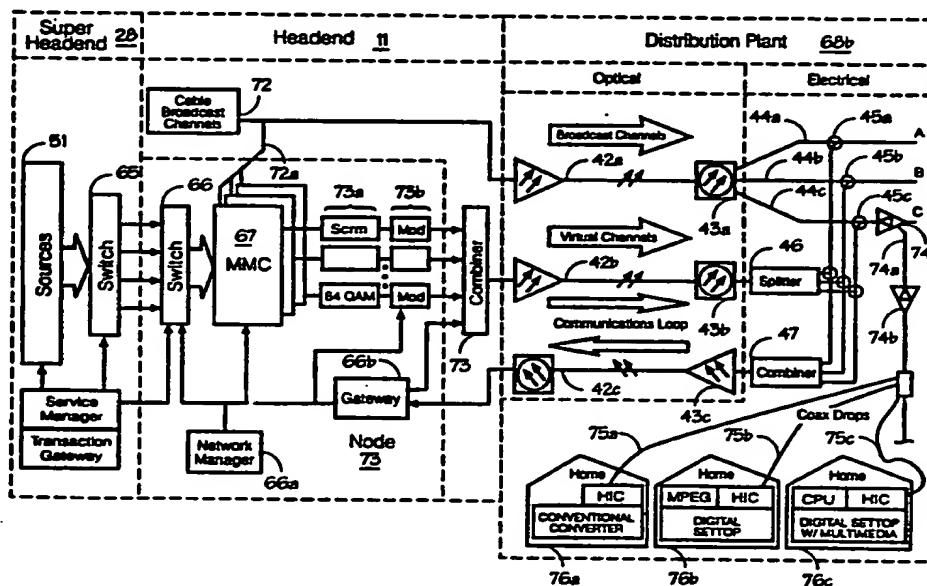 Super
Headend 28
Headend 11
Distribution Plant 68b
Optical
Electrical
Cable
Broadcast
Channels
72
72a
51
65
66
67
MMC
Sources
Switch
Switch
73a
73b
Scrm
Mod
64 QAM
Mod
Combiner
73
66b
Gateway
Node
73
Network
Manager
66a
Service
Manager
Transaction
Gateway
Broadcast Channels
42a
43a
44a
44b
44c
45a
45b
45c
A
B
C
Virtual
Channels
42b
43b
46
Splitter
Communications Loop
42c
43c
47
Combiner
74
74a
74b
Coax Drops
75a
75b
75c
Home
HIC
CONVENTIONAL
CONVERTER
76a
Home
MPEG
HIC
DIGITAL
SETTOP
76b
Home
CPU
HIC
DIGITAL SETTOP
W/ MULTIMEDIA
76c